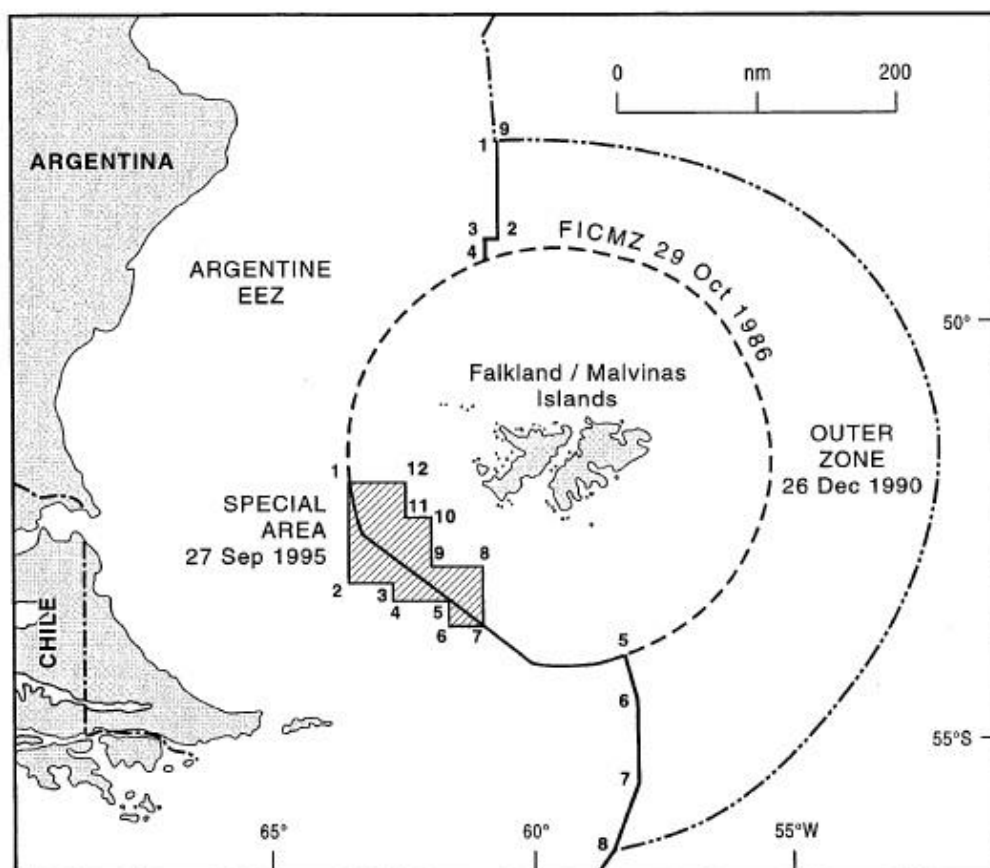 0 nm 200
1 9
ARGENTINA
3 2
4
FICMZ 29 Oct 1986
ARGENTINE
EEZ
50°
Falkland / Malvinas
Islands
OUTER
ZONE
26 Dec 1990
1 12
11 10
SPECIAL
AREA
27 Sep 1995
9 8
2 3 4 5
6 7
CHILE
5
6
55°S
7
8
65° 60° 55°W